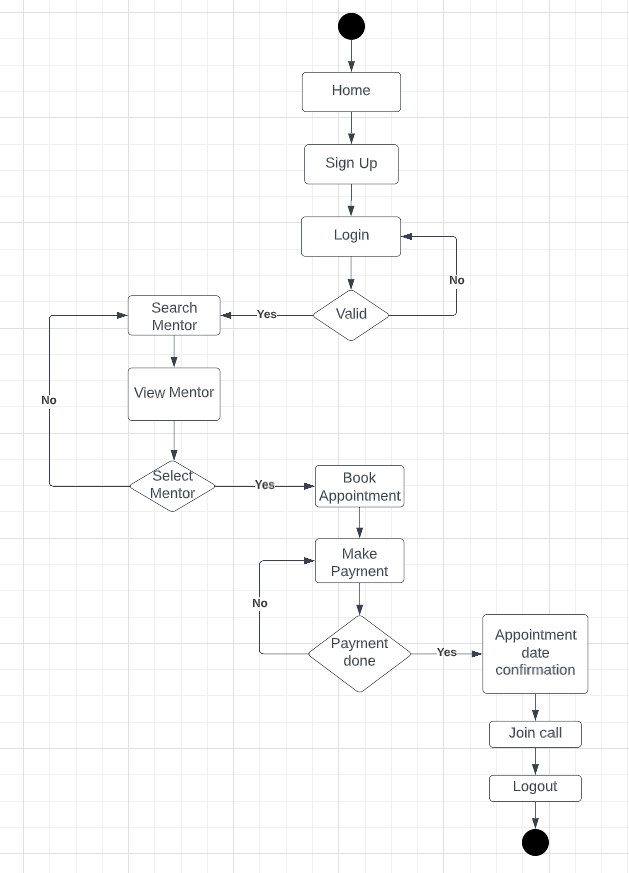 Home
Sign Up
Login
No
Valid
Yes
Search
Mentor
View Mentor
No
Select
Mentor
Yes
Book
Appointment
Make
Payment
No
Payment
done
Yes
Appointment
date
confirmation
Join call
Logout